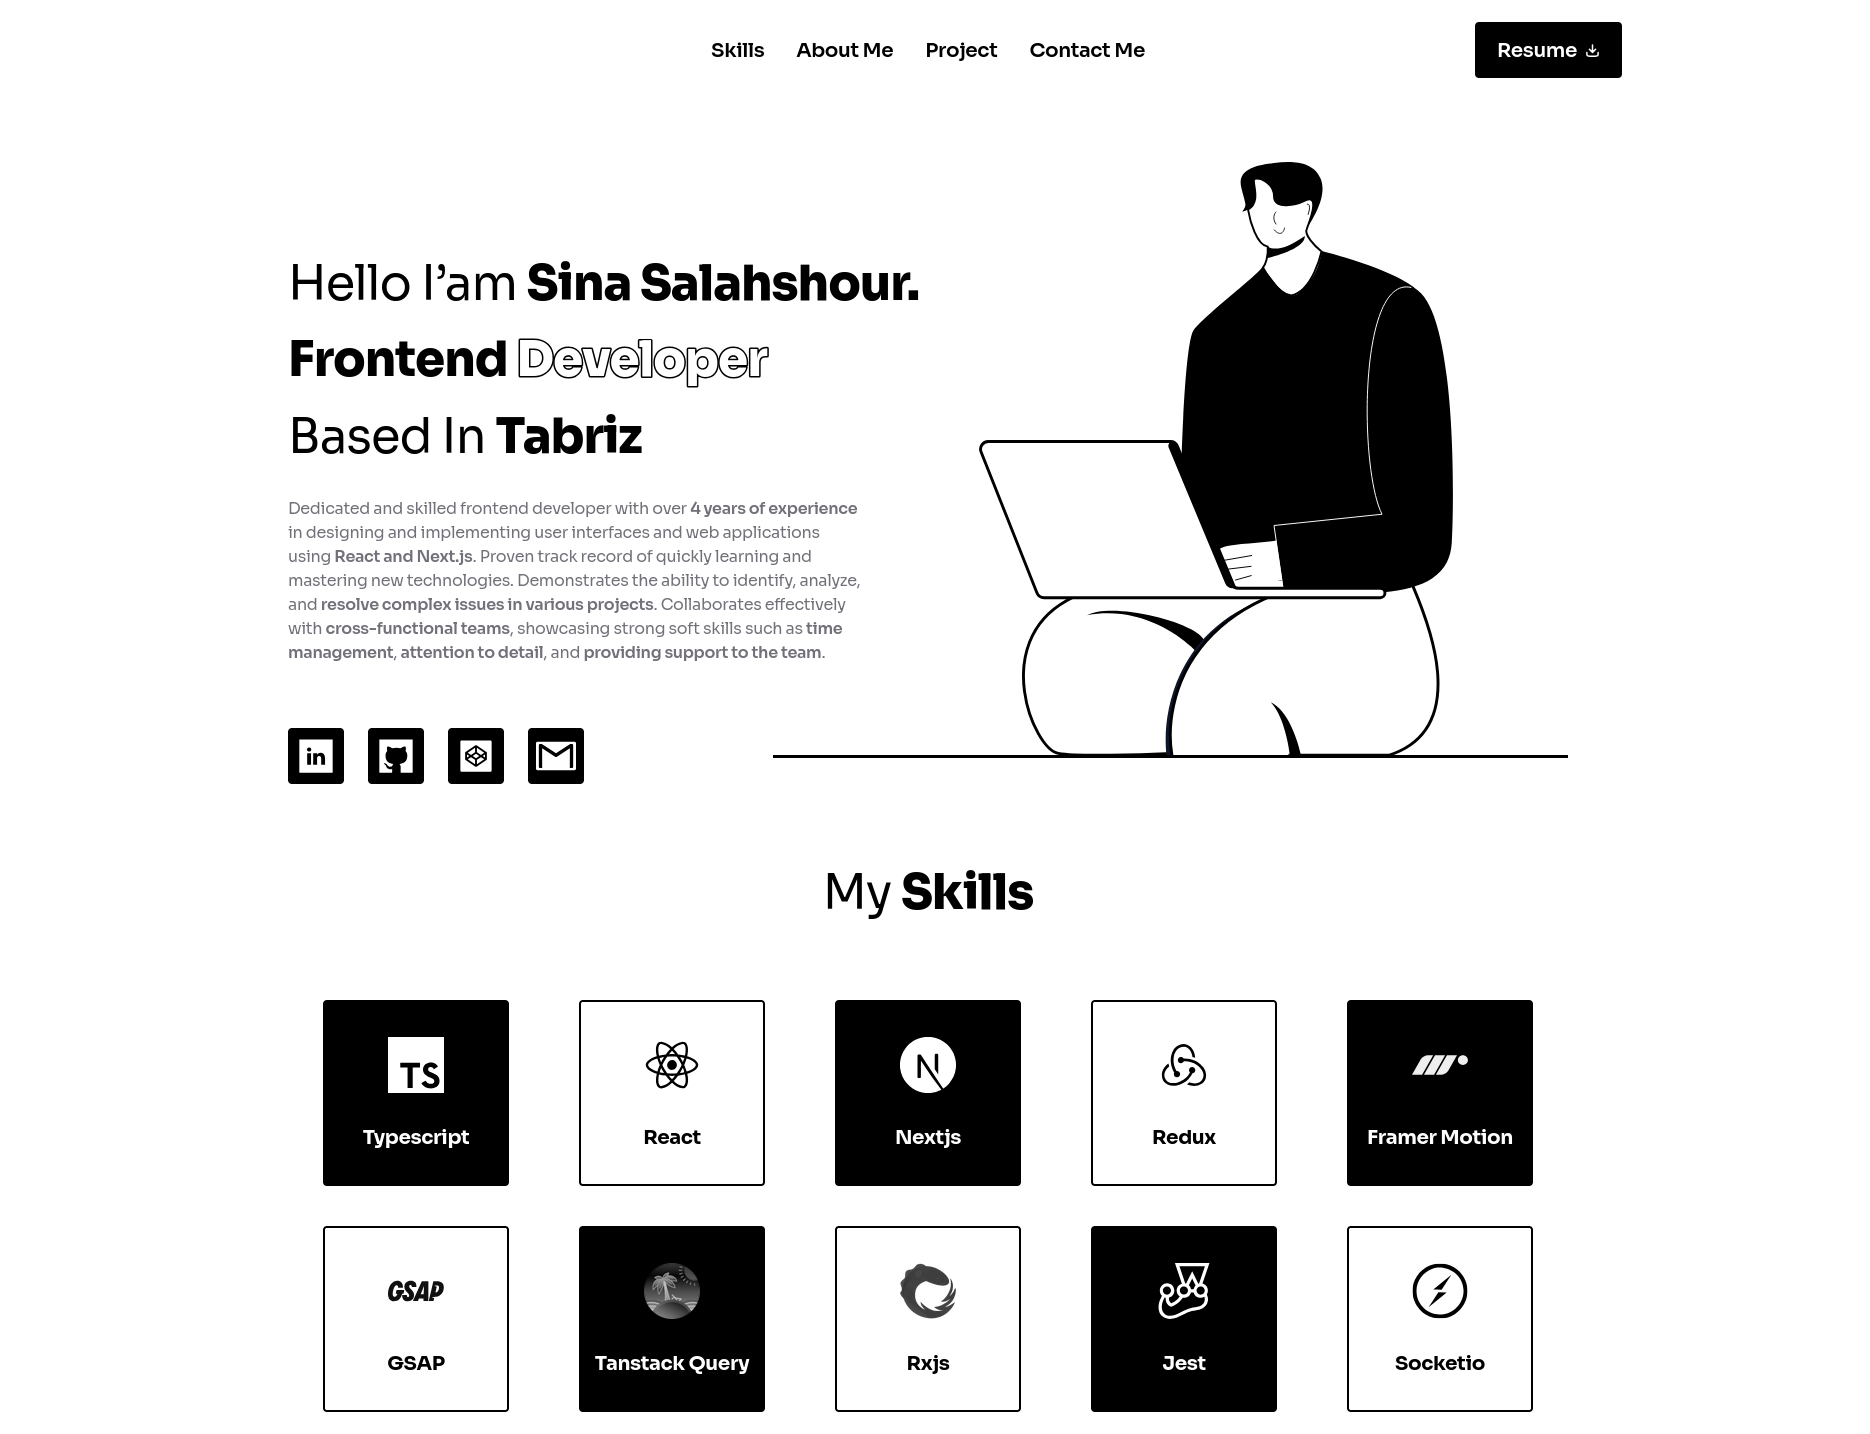 Skills About Me Project Contact Me Resume
Hello I’am Sina Salahshour.
Frontend Developer
Based In Tabriz
Dedicated and skilled frontend developer with over 4 years of experience
in designing and implementing user interfaces and web applications
using React and Next.js. Proven track record of quickly learning and
mastering new technologies. Demonstrates the ability to identify, analyze,
and resolve complex issues in various projects. Collaborates effectively
with cross-functional teams, showcasing strong soft skills such as time
management, attention to detail, and providing support to the team.
in
My Skills
TS
N
Typescript React Nextjs Redux Framer Motion
GSAP
GSAP Tanstack Query Rxjs Jest Socketio